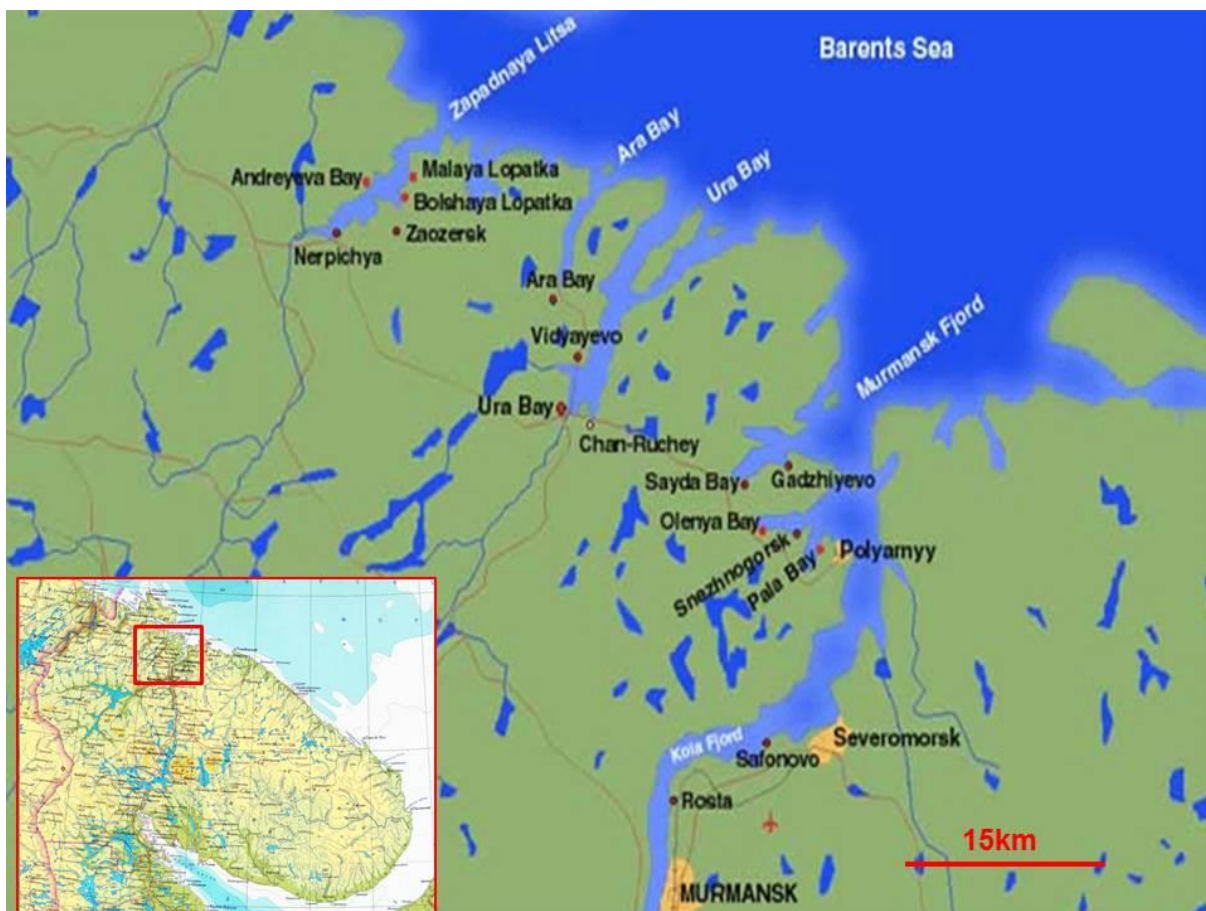 Barents Sea
Zapadnaya Litsa
Ara Bay
Ura Bay
Malaya Lopatka
Andreyeva Bay
Bolshaya Lopatka
Zaozersk
Nerpichya
Ara Bay
Murmansk Fjord
Vidyayevo
Ura Bay
Chan-Ruchey
Gadzhiyevo
Sayda Bay
Olenya Bay
Snezhnogorsk
Pala Bay
Polyarnyy
Kola Fjord
Severomorsk
Safonovo
Rosta
15km
MURMANSK